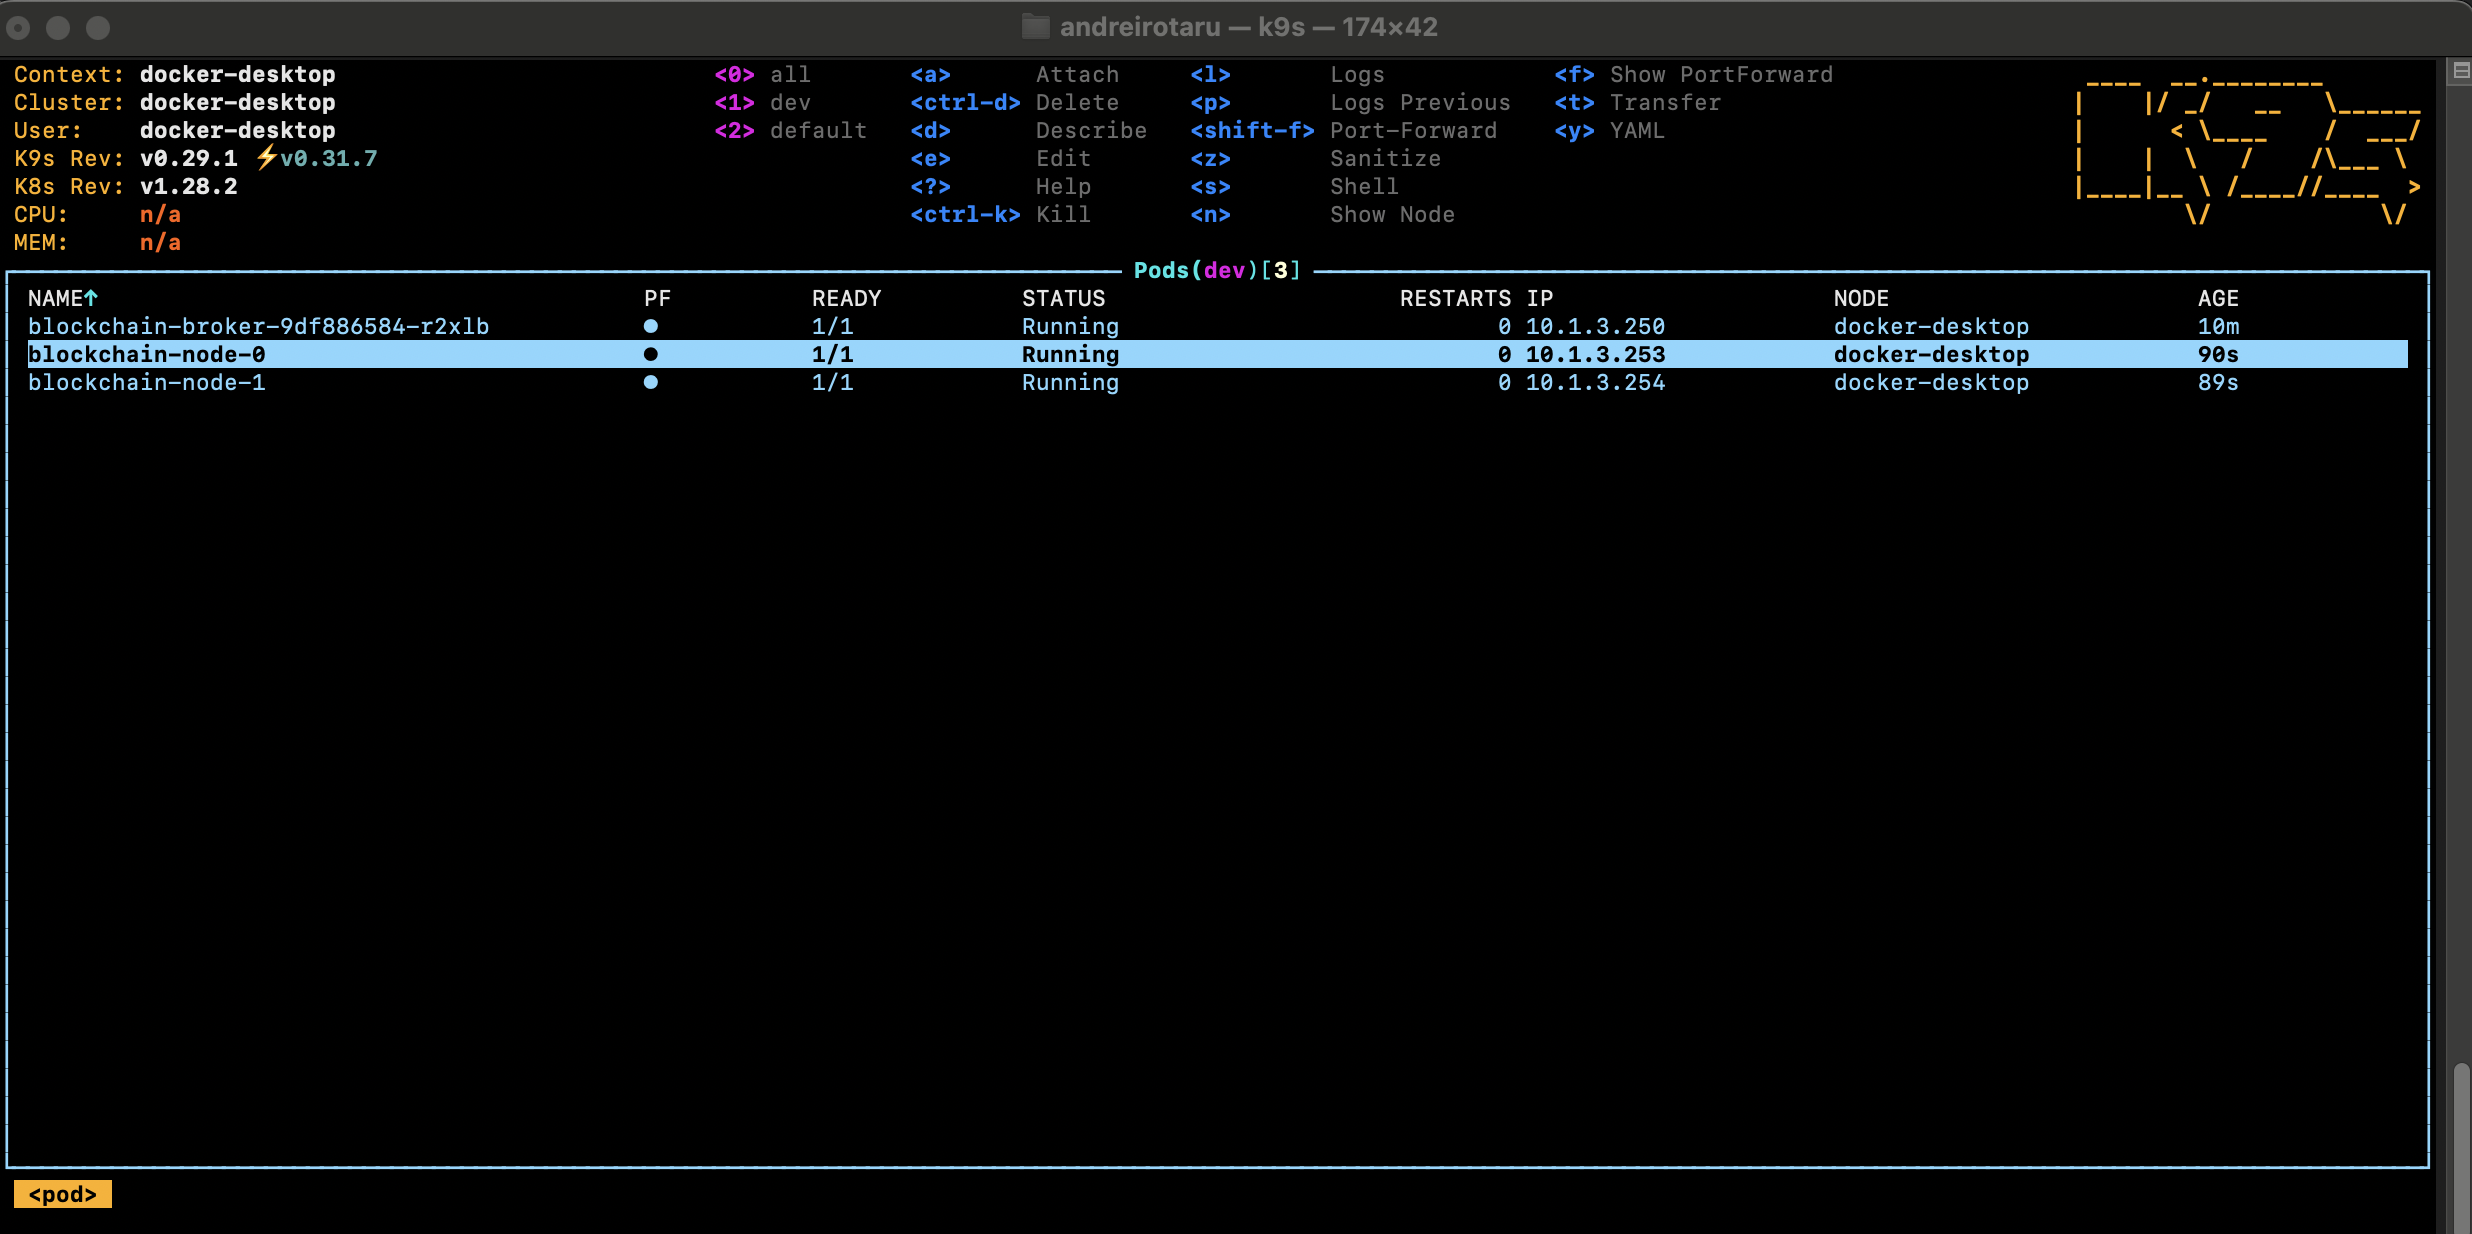 andreirotaru — k9s — 174×42
Context: docker-desktop <0> all <a> Attach <l> Logs <f> Show PortForward
Cluster: docker-desktop <1> dev <ctrl-d> Delete <p> Logs Previous <t> Transfer
User: docker-desktop <2> default <d> Describe <shift-f> Port-Forward <y> YAML
K9s Rev: v0.29.1 ⚡v0.31.7 <e> Edit <z> Sanitize
K8s Rev: v1.28.2 <?> Help <s> Shell
CPU: n/a <ctrl-k> Kill <n> Show Node
MEM: n/a
Pods(dev)[3]
NAME↑ PF READY STATUS RESTARTS IP NODE AGE
blockchain-broker-9df886584-r2xlb ● 1/1 Running 0 10.1.3.250 docker-desktop 10m
blockchain-node-0 ● 1/1 Running 0 10.1.3.253 docker-desktop 90s
blockchain-node-1 ● 1/1 Running 0 10.1.3.254 docker-desktop 89s
<pod>